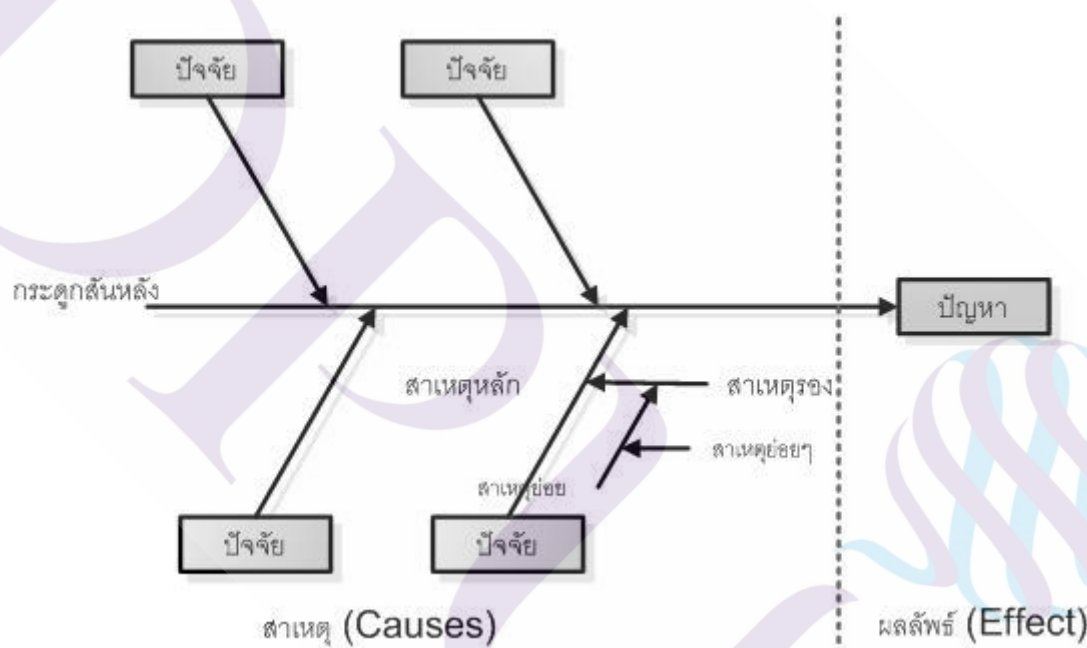 ปัจจัย
ปัจจัย
กระดูกสันหลัง
ปัญหา
สาเหตุหลัก
สาเหตุรอง
สาเหตุย่อยๆ
สาเหตุย่อย
ปัจจัย
ปัจจัย
สาเหตุ (Causes)
ผลลัพธ์ (Effect)